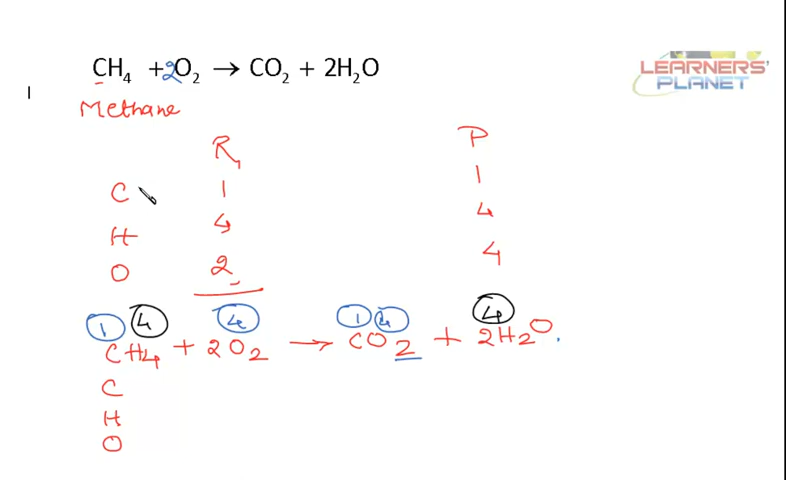 CH₄ + 2O₂ → CO₂ + 2H₂O
LEARNERS'
PLANET
Methane
R P
C 1 1
H 4 4
O 2 4
1 4 4 1 4 4
CH4 + 2O2 → CO2 + 2H2O.
C
H
O